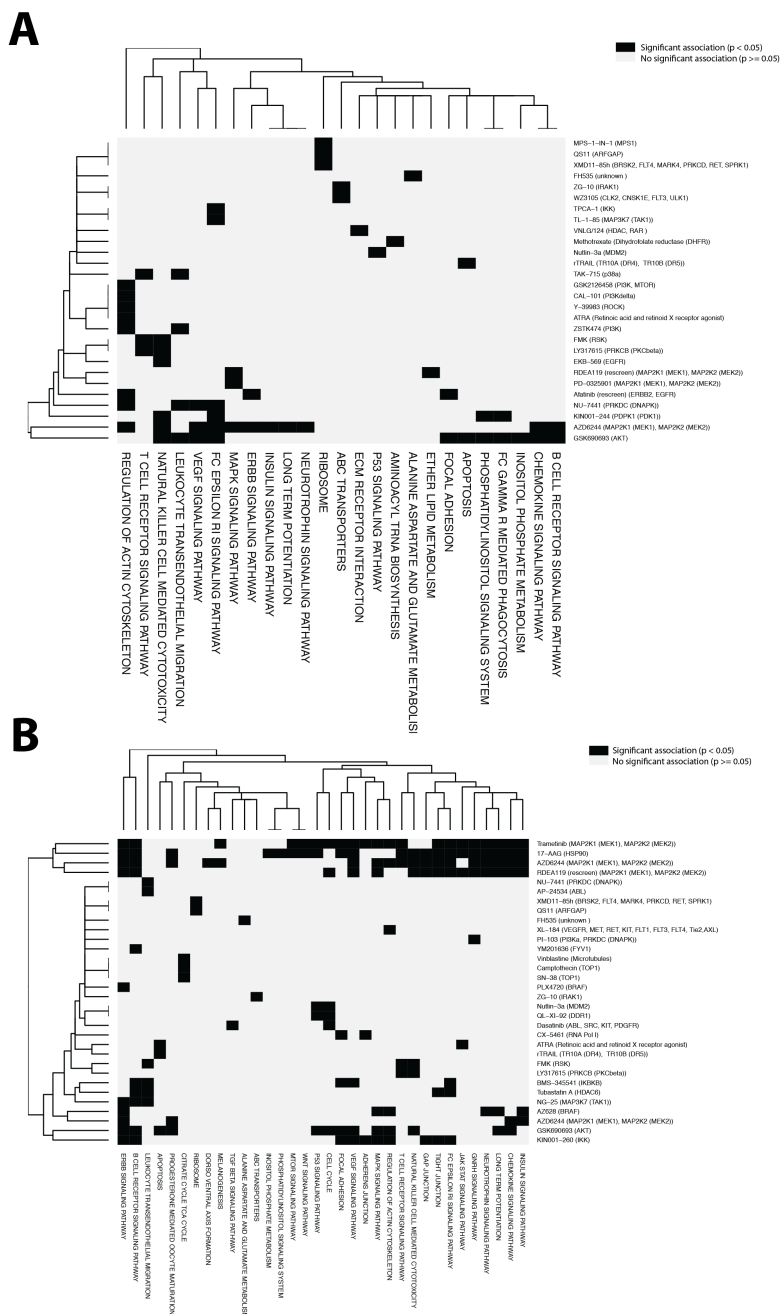 A
Significant association (p < 0.05)
No significant association (p >= 0.05)
MPS−1−IN−1 (MPS1)
QS11 (ARFGAP)
XMD11−85h (BRSK2, FLT4, MARK4, PRKCD, RET, SPRK1)
FH535 (unknown )
ZG−10 (IRAK1)
WZ3105 (CLK2, CNSK1E, FLT3, ULK1)
TPCA−1 (IKK)
TL−1−85 (MAP3K7 (TAK1))
VNLG/124 (HDAC, RAR )
Methotrexate (Dihydrofolate reductase (DHFR))
Nutlin−3a (MDM2)
rTRAIL (TR10A (DR4), TR10B (DR5))
TAK−715 (p38a)
GSK2126458 (PI3K, MTOR)
CAL−101 (PI3Kdelta)
Y−39983 (ROCK)
ATRA (Retinoic acid and retinoid X receptor agonist)
ZSTK474 (PI3K)
FMK (RSK)
LY317615 (PRKCB (PKCbeta))
EKB−569 (EGFR)
RDEA119 (rescreen) (MAP2K1 (MEK1), MAP2K2 (MEK2))
PD−0325901 (MAP2K1 (MEK1), MAP2K2 (MEK2))
Afatinib (rescreen) (ERBB2, EGFR)
NU−7441 (PRKDC (DNAPK))
KIN001−244 (PDPK1 (PDK1))
AZD6244 (MAP2K1 (MEK1), MAP2K2 (MEK2))
GSK690693 (AKT)
REGULATION OF ACTIN CYTOSKELETON
T CELL RECEPTOR SIGNALING PATHWAY
NATURAL KILLER CELL MEDIATED CYTOTOXICITY
LEUKOCYTE TRANSENDOTHELIAL MIGRATION
VEGF SIGNALING PATHWAY
FC EPSILON RI SIGNALING PATHWAY
MAPK SIGNALING PATHWAY
ERBB SIGNALING PATHWAY
INSULIN SIGNALING PATHWAY
LONG TERM POTENTIATION
NEUROTROPHIN SIGNALING PATHWAY
RIBOSOME
ABC TRANSPORTERS
ECM RECEPTOR INTERACTION
P53 SIGNALING PATHWAY
AMINOACYL TRNA BIOSYNTHESIS
ALANINE ASPARTATE AND GLUTAMATE METABOLISI
ETHER LIPID METABOLISM
FOCAL ADHESION
APOPTOSIS
PHOSPHATIDYLINOSITOL SIGNALING SYSTEM
FC GAMMA R MEDIATED PHAGOCYTOSIS
INOSITOL PHOSPHATE METABOLISM
CHEMOKINE SIGNALING PATHWAY
B CELL RECEPTOR SIGNALING PATHWAY
B
Significant association (p < 0.05)
No significant association (p >= 0.05)
Trametinib (MAP2K1 (MEK1), MAP2K2 (MEK2))
17−AAG (HSP90)
AZD6244 (MAP2K1 (MEK1), MAP2K2 (MEK2))
RDEA119 (rescreen) (MAP2K1 (MEK1), MAP2K2 (MEK2))
NU−7441 (PRKDC (DNAPK))
AP−24534 (ABL)
XMD11−85h (BRSK2, FLT4, MARK4, PRKCD, RET, SPRK1)
QS11 (ARFGAP)
FH535 (unknown )
XL−184 (VEGFR, MET, RET, KIT, FLT1, FLT3, FLT4, Tie2,AXL)
PI−103 (PI3Ka, PRKDC (DNAPK))
YM201636 (FYV1)
Vinblastine (Microtubules)
Camptothecin (TOP1)
SN−38 (TOP1)
PLX4720 (BRAF)
ZG−10 (IRAK1)
Nutlin−3a (MDM2)
QL−XI−92 (DDR1)
Dasatinib (ABL, SRC, KIT, PDGFR)
CX−5461 (RNA Pol I)
ATRA (Retinoic acid and retinoid X receptor agonist)
rTRAIL (TR10A (DR4), TR10B (DR5))
FMK (RSK)
LY317615 (PRKCB (PKCbeta))
BMS−345541 (IKBKB)
Tubastatin A (HDAC6)
NG−25 (MAP3K7 (TAK1))
AZ628 (BRAF)
AZD6244 (MAP2K1 (MEK1), MAP2K2 (MEK2))
GSK690693 (AKT)
KIN001−260 (IKK)
ERBB SIGNALING PATHWAY
B CELL RECEPTOR SIGNALING PATHWAY
LEUKOCYTE TRANSENDOTHELIAL MIGRATION
APOPTOSIS
PROGESTERONE MEDIATED OOCYTE MATURATION
CITRATE CYCLE TCA CYCLE
RIBOSOME
DORSO VENTRAL AXIS FORMATION
MELANOGENESIS
TGF BETA SIGNALING PATHWAY
ALANINE ASPARTATE AND GLUTAMATE METABOLISM
ABC TRANSPORTERS
INOSITOL PHOSPHATE METABOLISM
PHOSPHATIDYLINOSITOL SIGNALING SYSTEM
MTOR SIGNALING PATHWAY
WNT SIGNALING PATHWAY
P53 SIGNALING PATHWAY
CELL CYCLE
FOCAL ADHESION
VEGF SIGNALING PATHWAY
ADHERENS JUNCTION
MAPK SIGNALING PATHWAY
REGULATION OF ACTIN CYTOSKELETON
T CELL RECEPTOR SIGNALING PATHWAY
NATURAL KILLER CELL MEDIATED CYTOTOXICITY
GAP JUNCTION
TIGHT JUNCTION
FC EPSILON RI SIGNALING PATHWAY
JAK STAT SIGNALING PATHWAY
GNRH SIGNALING PATHWAY
NEUROTROPHIN SIGNALING PATHWAY
LONG TERM POTENTIATION
CHEMOKINE SIGNALING PATHWAY
INSULIN SIGNALING PATHWAY